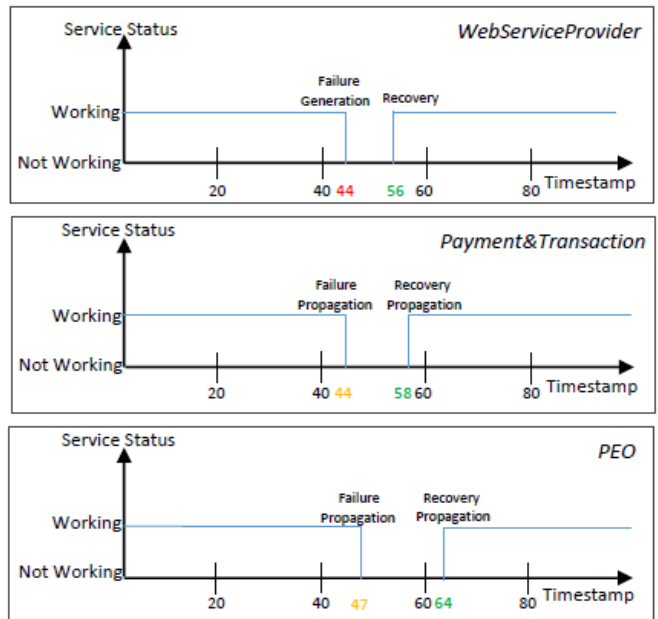 Service Status
WebServiceProvider
Failure
Generation
Recovery
Working
Not Working
20
40 44
56 60
80
Timestamp
Service Status
Payment&Transaction
Failure
Propagation
Recovery
Propagation
Working
Not Working
20
40 44
58 60
80
Timestamp
Service Status
PEO
Failure
Propagation
Recovery
Propagation
Working
Not Working
20
40
47
60 64
80
Timestamp